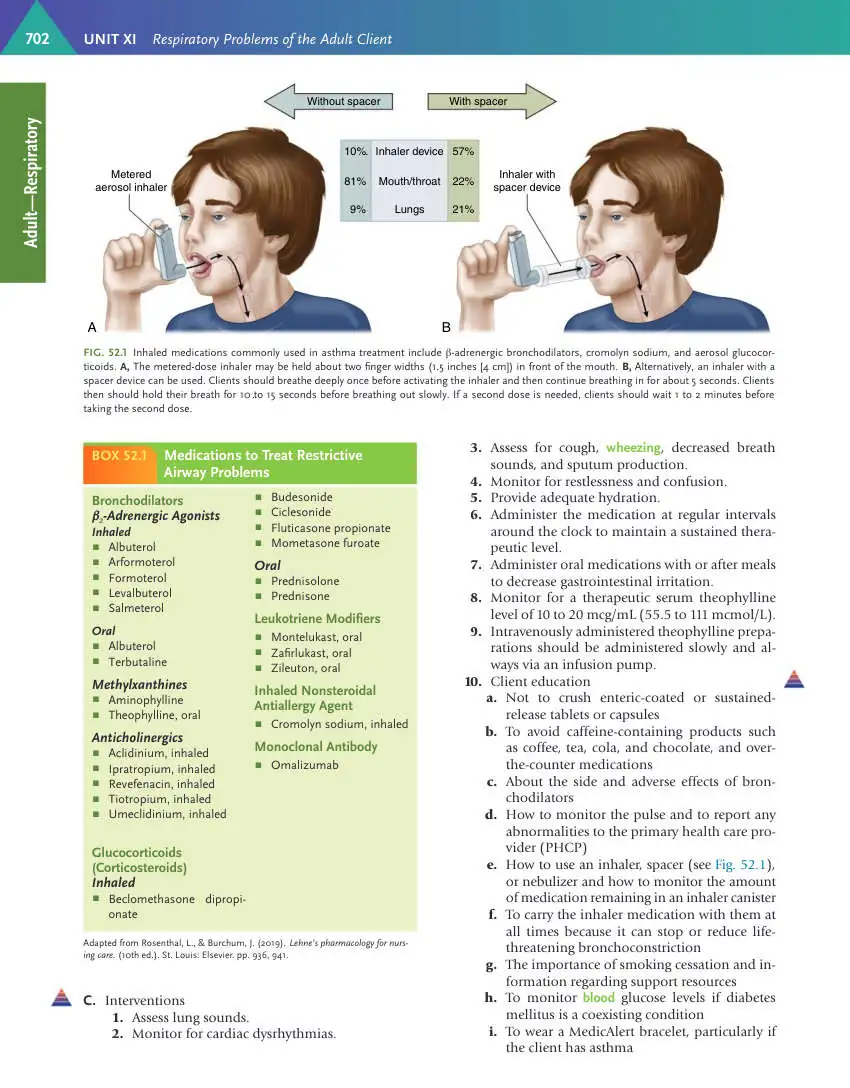 702
UNIT XI Respiratory Problems of the Adult Client
Adult—Respiratory
Without spacer
With spacer
Metered
aerosol inhaler
10%. Inhaler device 57%
81% Mouth/throat 22%
9% Lungs 21%
Inhaler with
spacer device
A
B
FIG. 52.1 Inhaled medications commonly used in asthma treatment include β-adrenergic bronchodilators, cromolyn sodium, and aerosol glucocor-
ticoids. A, The metered-dose inhaler may be held about two finger widths (1.5 inches [4 cm]) in front of the mouth. B, Alternatively, an inhaler with a
spacer device can be used. Clients should breathe deeply once before activating the inhaler and then continue breathing in for about 5 seconds. Clients
then should hold their breath for 10 to 15 seconds before breathing out slowly. If a second dose is needed, clients should wait 1 to 2 minutes before
taking the second dose.
BOX 52.1 Medications to Treat Restrictive
Airway Problems
Bronchodilators
β2-Adrenergic Agonists
Inhaled
■ Albuterol
■ Arformoterol
■ Formoterol
■ Levalbuterol
■ Salmeterol
Oral
■ Albuterol
■ Terbutaline
Methylxanthines
■ Aminophylline
■ Theophylline, oral
Anticholinergics
■ Aclidinium, inhaled
■ Ipratropium, inhaled
■ Revefenacin, inhaled
■ Tiotropium, inhaled
■ Umeclidinium, inhaled
Glucocorticoids
(Corticosteroids)
Inhaled
■ Beclomethasone dipropi-
onate
■ Budesonide
■ Ciclesonide
■ Fluticasone propionate
■ Mometasone furoate
Oral
■ Prednisolone
■ Prednisone
Leukotriene Modifiers
■ Montelukast, oral
■ Zafirlukast, oral
■ Zileuton, oral
Inhaled Nonsteroidal
Antiallergy Agent
■ Cromolyn sodium, inhaled
Monoclonal Antibody
■ Omalizumab
Adapted from Rosenthal, L., & Burchum, J. (2019). Lehne's pharmacology for nurs-
ing care. (10th ed.). St. Louis: Elsevier. pp. 936, 941.
C. Interventions
1. Assess lung sounds.
2. Monitor for cardiac dysrhythmias.
3. Assess for cough, wheezing, decreased breath
sounds, and sputum production.
4. Monitor for restlessness and confusion.
5. Provide adequate hydration.
6. Administer the medication at regular intervals
around the clock to maintain a sustained thera-
peutic level.
7. Administer oral medications with or after meals
to decrease gastrointestinal irritation.
8. Monitor for a therapeutic serum theophylline
level of 10 to 20 mcg/mL (55.5 to 111 mcmol/L).
9. Intravenously administered theophylline prepa-
rations should be administered slowly and al-
ways via an infusion pump.
10. Client education
a. Not to crush enteric-coated or sustained-
release tablets or capsules
b. To avoid caffeine-containing products such
as coffee, tea, cola, and chocolate, and over-
the-counter medications
c. About the side and adverse effects of bron-
chodilators
d. How to monitor the pulse and to report any
abnormalities to the primary health care pro-
vider (PHCP)
e. How to use an inhaler, spacer (see Fig. 52.1),
or nebulizer and how to monitor the amount
of medication remaining in an inhaler canister
f. To carry the inhaler medication with them at
all times because it can stop or reduce life-
threatening bronchoconstriction
g. The importance of smoking cessation and in-
formation regarding support resources
h. To monitor blood glucose levels if diabetes
mellitus is a coexisting condition
i. To wear a MedicAlert bracelet, particularly if
the client has asthma